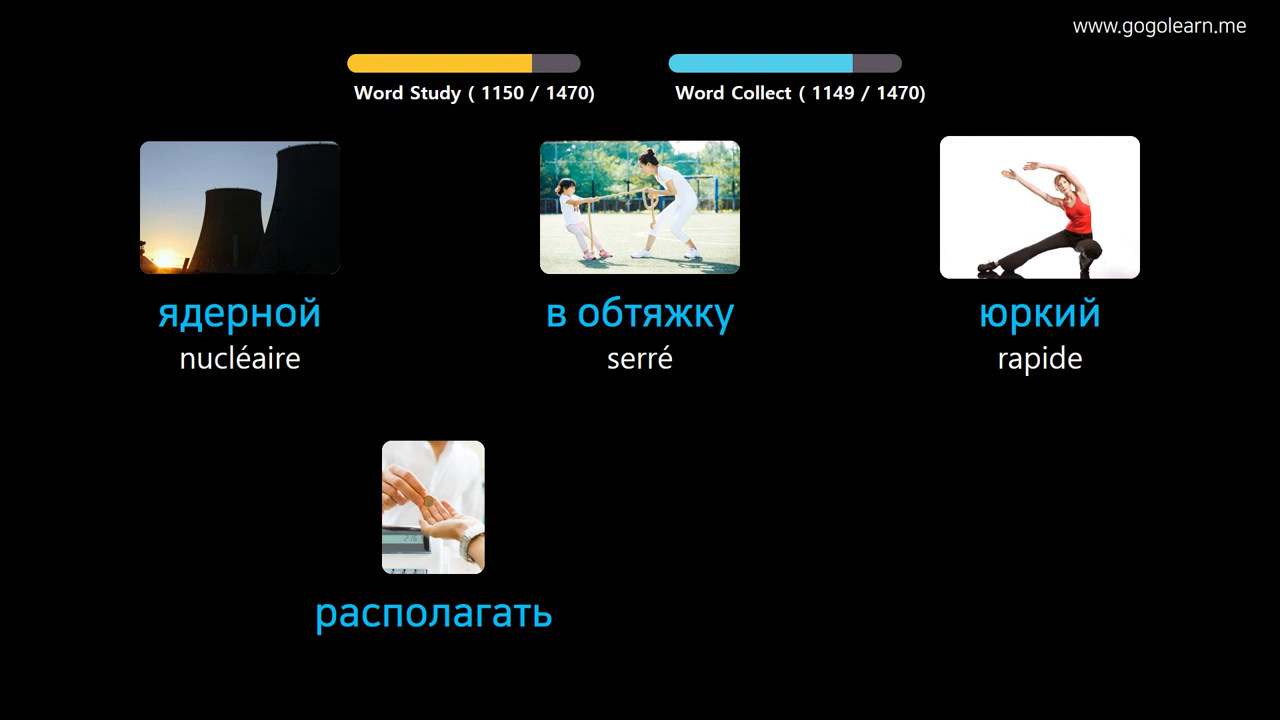 www.gogolearn.me
Word Study ( 1150 / 1470)
Word Collect ( 1149 / 1470)
ядерной
nucléaire
в обтяжку
serré
юркий
rapide
располагать